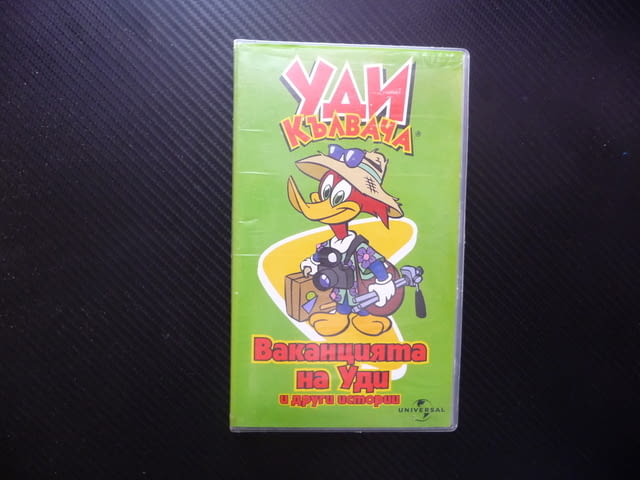 УДИ
КЪЛВАЧА®
Ваканцията
на Уди
и други истории
UNIVERSAL